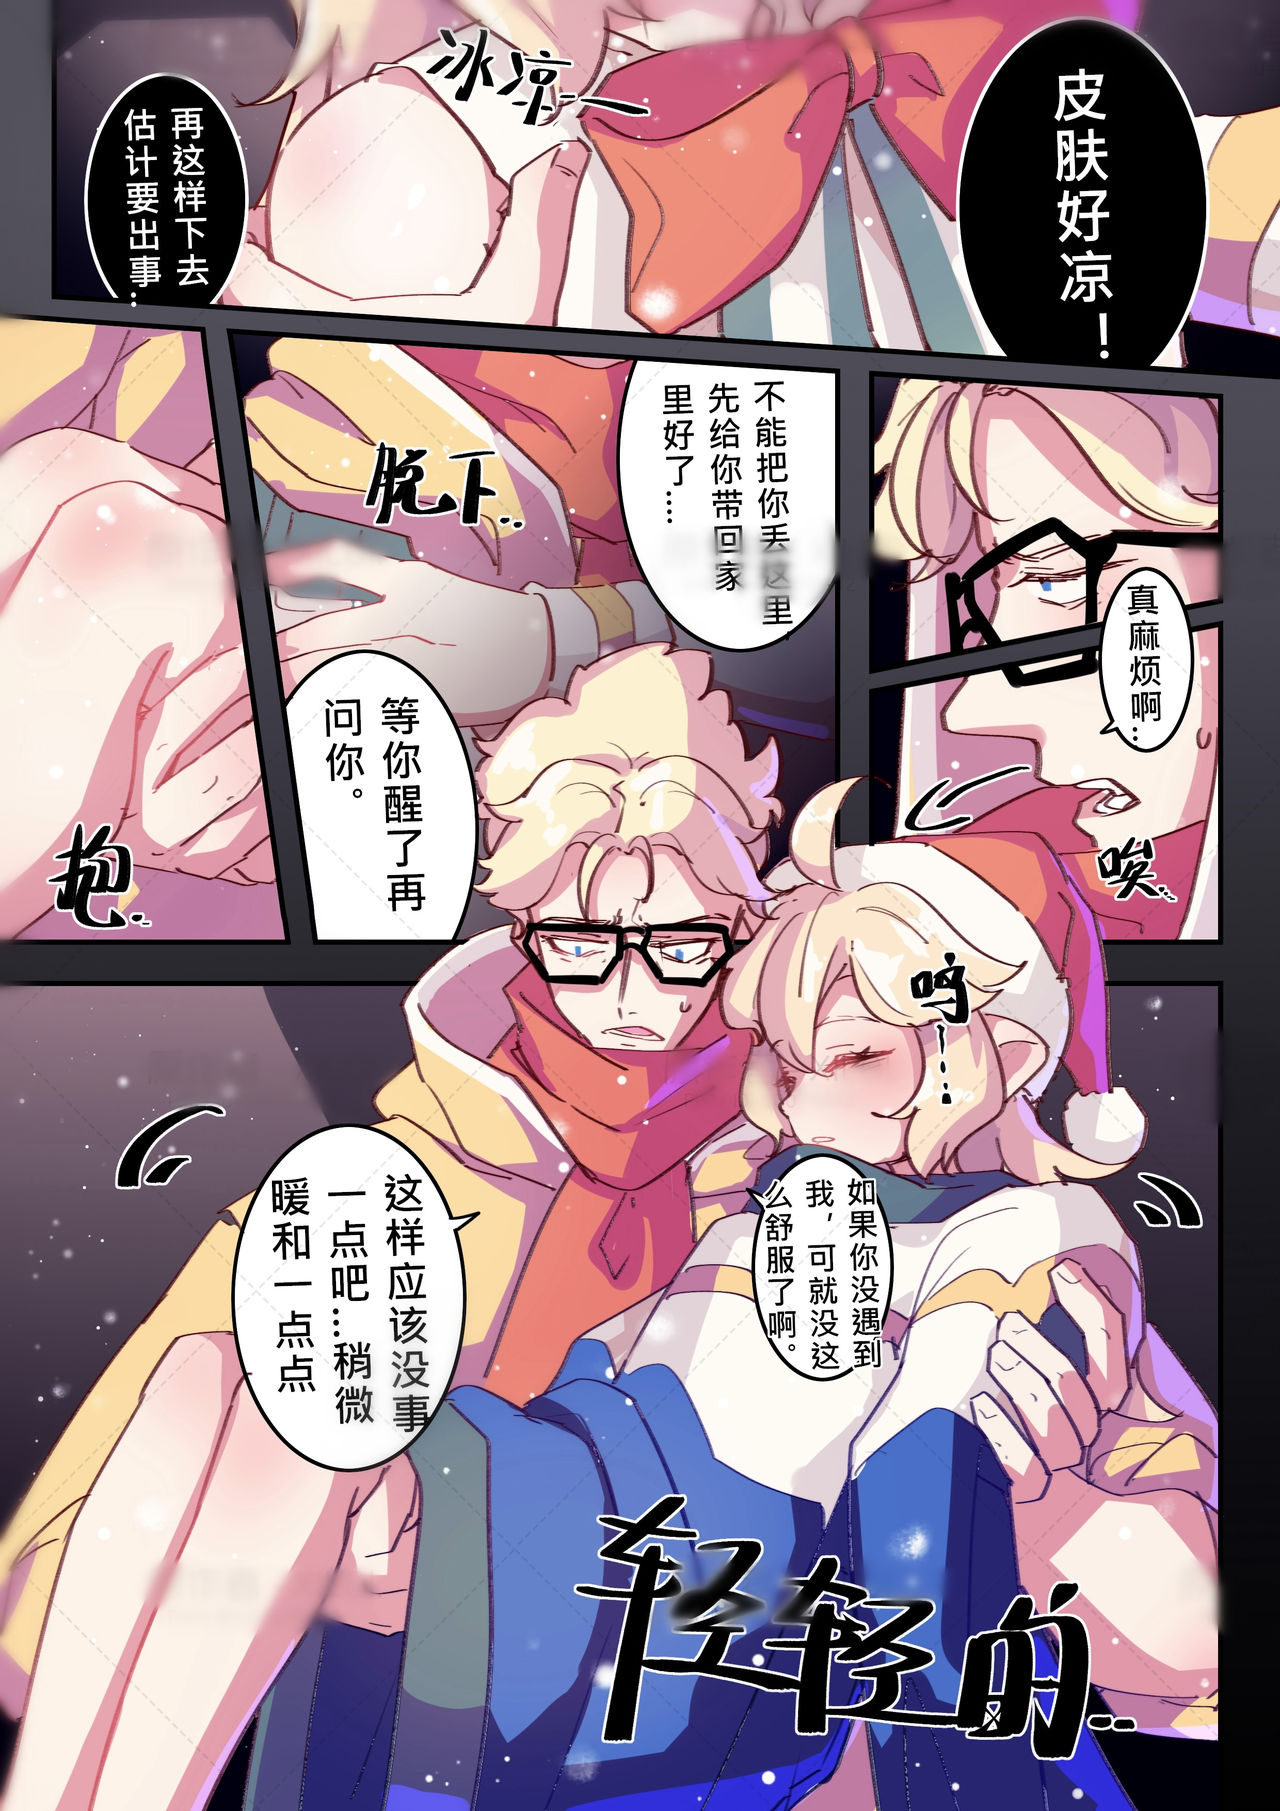 皮肤好凉！
冰凉
再这样下去
估计要出事…
真麻烦啊…
唉
不能把你丢这里
先给你带回家
里好了…
脱下
等你醒了再
问你。
抱
呜
如果你没遇到
我，可就没这
么舒服了啊。
这样应该没事
一点吧…稍微
暖和一点点
轻轻的